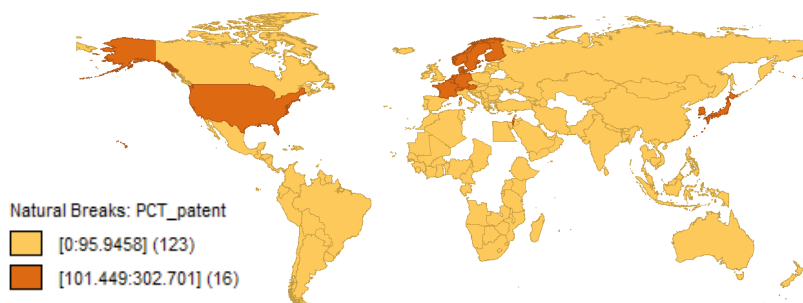 Natural Breaks: PCT_patent
[0:95.9458] (123)
[101.449:302.701] (16)